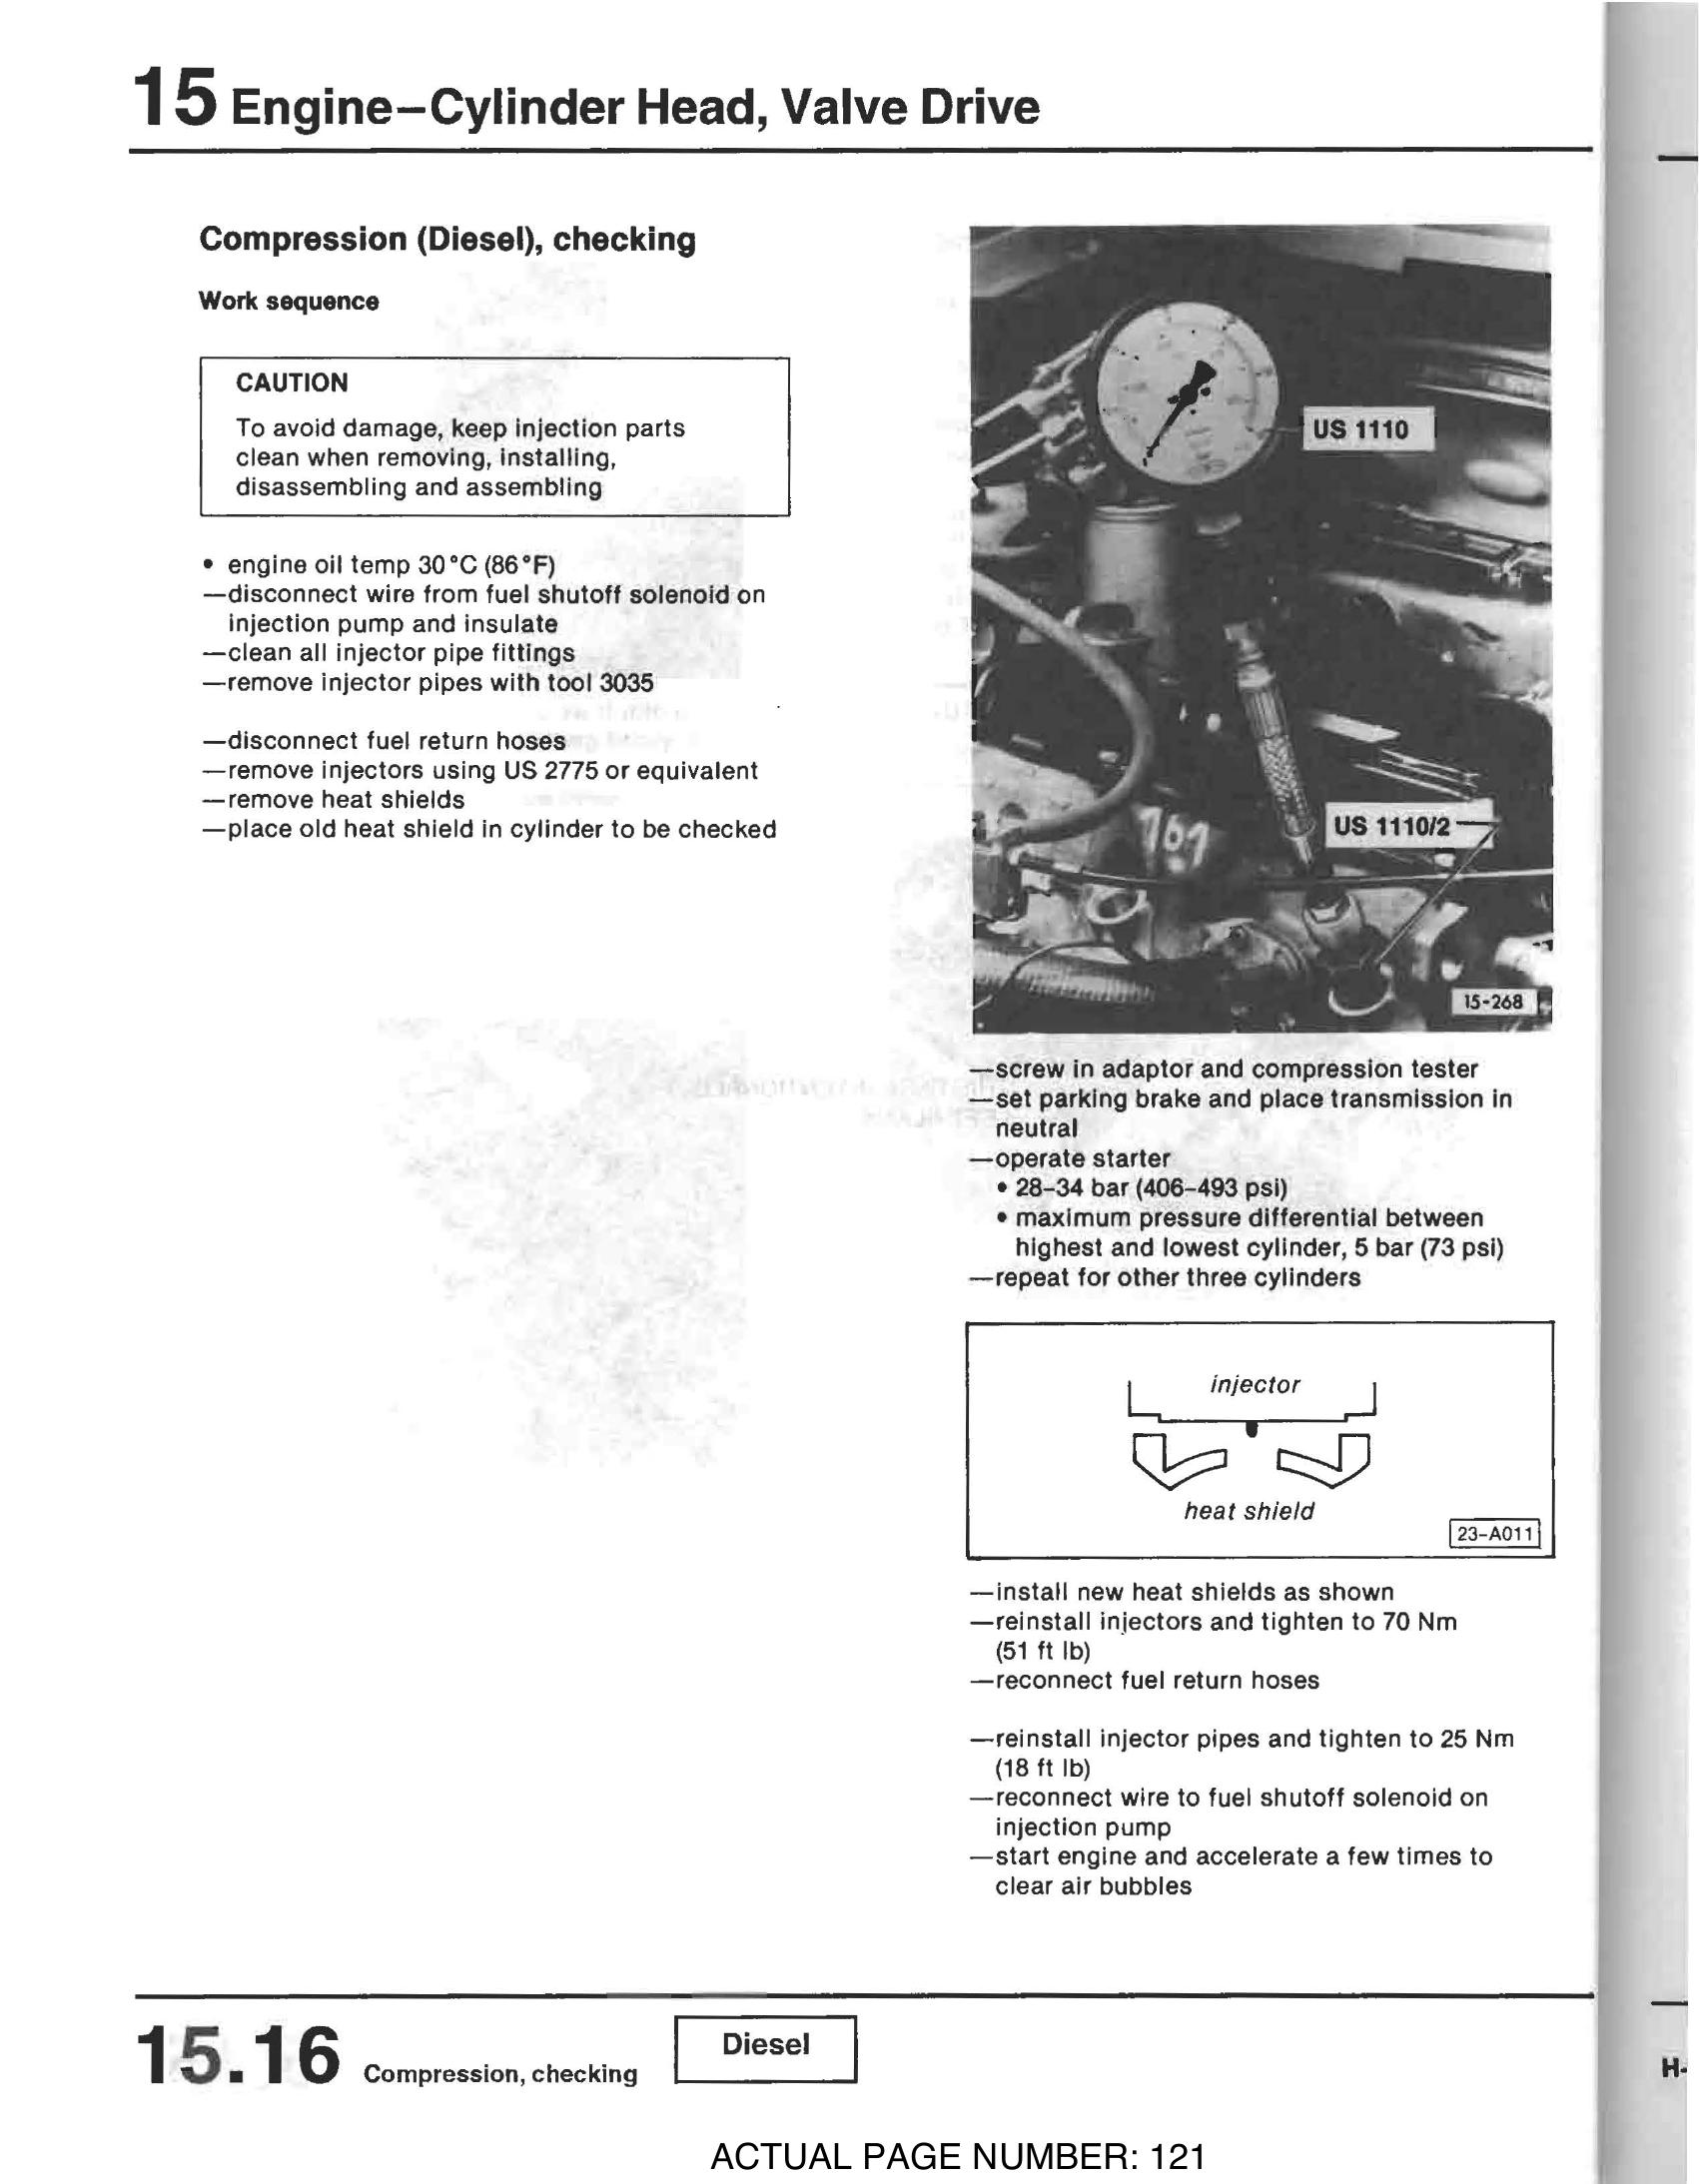 15 Engine–Cylinder Head, Valve Drive
Compression (Diesel), checking
Work sequence
CAUTION
To avoid damage, keep injection parts
clean when removing, installing,
disassembling and assembling
• engine oil temp 30°C (86°F)
—disconnect wire from fuel shutoff solenoid on
injection pump and insulate
—clean all injector pipe fittings
—remove injector pipes with tool 3035
—disconnect fuel return hoses
—remove injectors using US 2775 or equivalent
—remove heat shields
—place old heat shield in cylinder to be checked
US 1110
US 1110/2
161
15-268
—screw in adaptor and compression tester
—set parking brake and place transmission in
neutral
—operate starter
• 28–34 bar (406–493 psi)
• maximum pressure differential between
highest and lowest cylinder, 5 bar (73 psi)
—repeat for other three cylinders
injector
heat shield
23-A011
—install new heat shields as shown
—reinstall injectors and tighten to 70 Nm
(51 ft lb)
—reconnect fuel return hoses
—reinstall injector pipes and tighten to 25 Nm
(18 ft lb)
—reconnect wire to fuel shutoff solenoid on
injection pump
—start engine and accelerate a few times to
clear air bubbles
15.16 Compression, checking
Diesel
H-
ACTUAL PAGE NUMBER: 121